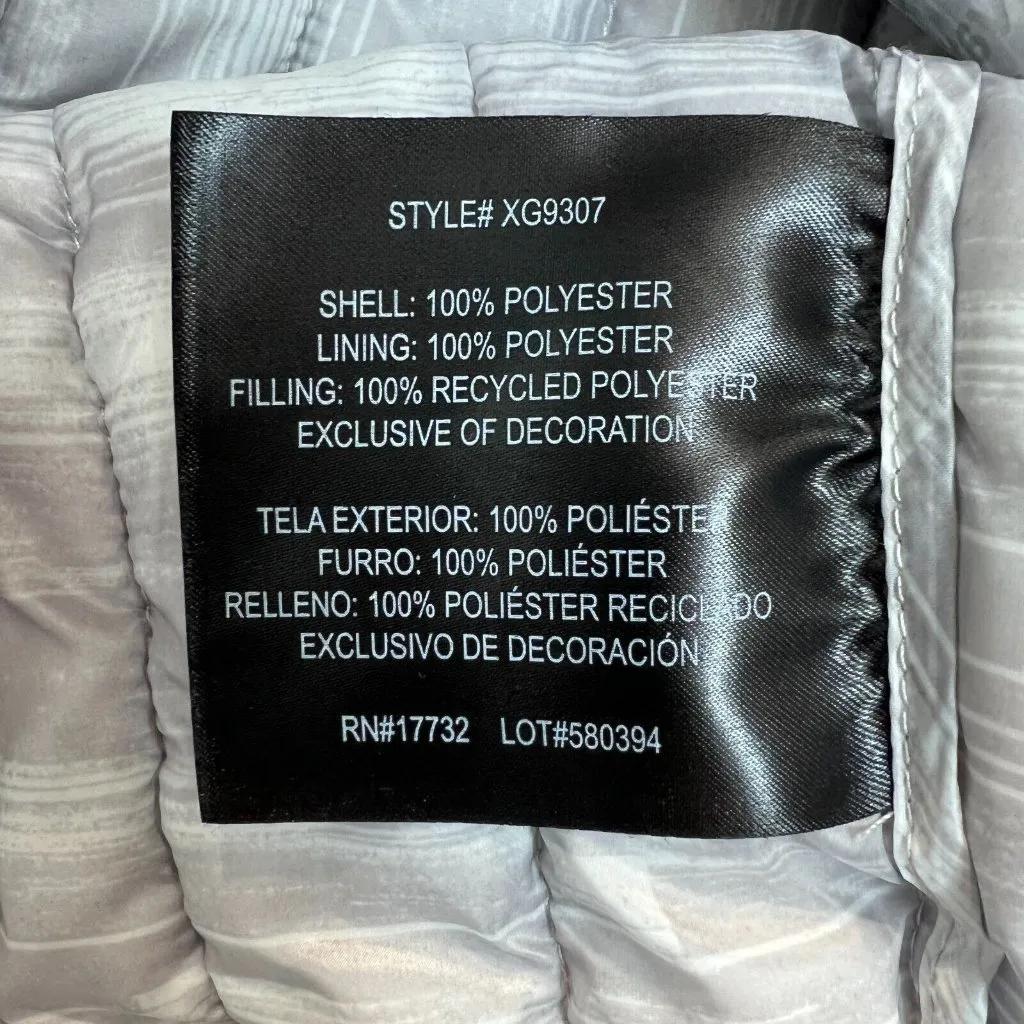 STYLE# XG9307
SHELL: 100% POLYESTER
LINING: 100% POLYESTER
FILLING: 100% RECYCLED POLYESTER
EXCLUSIVE OF DECORATION
TELA EXTERIOR: 100% POLIÉSTE
FURRO: 100% POLIÉSTER
RELLENO: 100% POLIÉSTER RECICLADO
EXCLUSIVO DE DECORACIÓN
RN#17732 LOT#580394